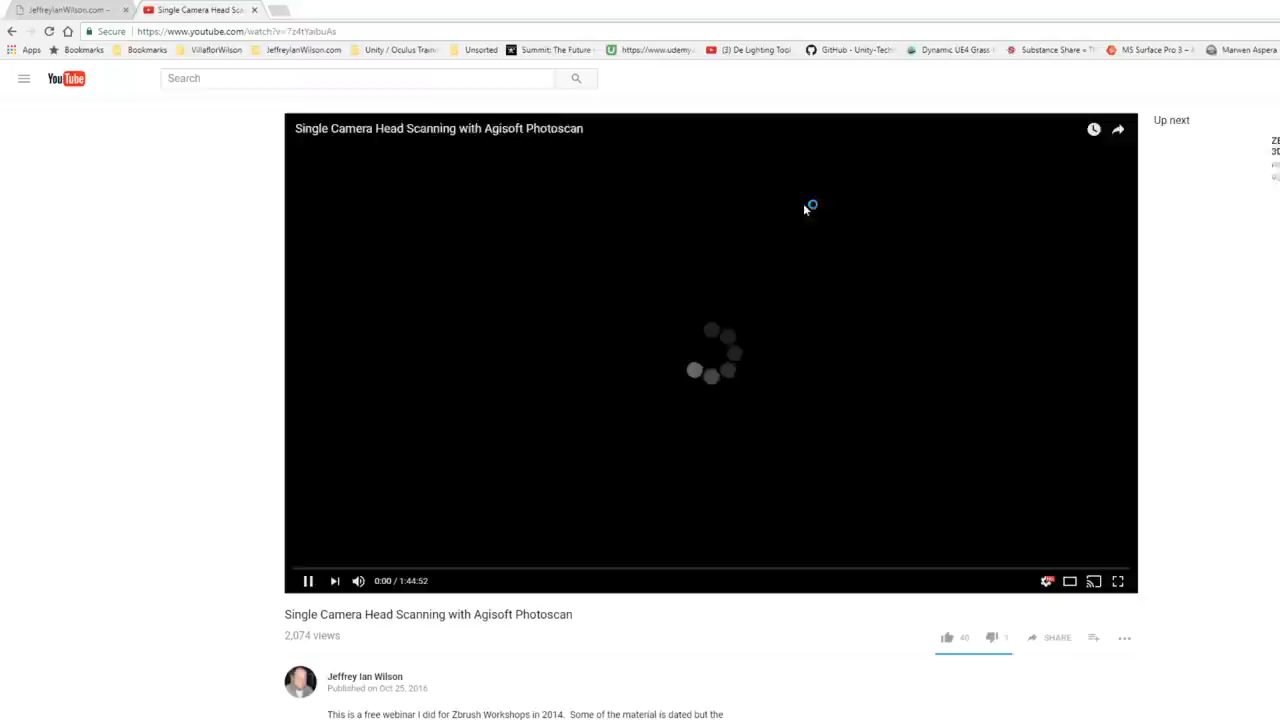 JeffreyIanWilson.com –
Single Camera Head Sca
Secure
https://www.youtube.com/watch?v=7z4tYaibuAs
Apps
Bookmarks
Bookmarks
VillaflorWilson
JeffreyIanWilson.com
Unity / Oculus Traini
Unsorted
Summit: The Future
https://www.udemy.
(3) De Lighting Tool
GitHub - Unity-Tech
Dynamic UE4 Grass
Substance Share = T
MS Surface Pro 3 –
Marwen Aspera
YouTube
Search
Single Camera Head Scanning with Agisoft Photoscan
Up next
0:00 / 1:44:52
Single Camera Head Scanning with Agisoft Photoscan
2,074 views
40
1
SHARE
Jeffrey Ian Wilson
Published on Oct 25, 2016
This is a free webinar I did for Zbrush Workshops in 2014. Some of the material is dated but the